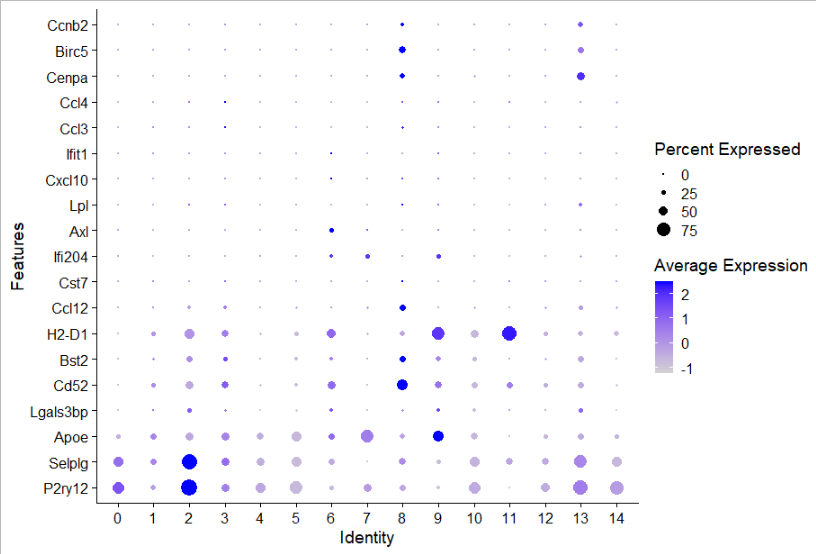 Ccnb2
Birc5
Cenpa
Ccl4
Ccl3
Ifit1
Cxcl10
Lpl
Axl
Ifi204
Cst7
Ccl12
H2-D1
Bst2
Cd52
Lgals3bp
Apoe
Selplg
P2ry12
Features
0 1 2 3 4 5 6 7 8 9 10 11 12 13 14
Identity
Percent Expressed
0
25
50
75
Average Expression
2
1
0
-1